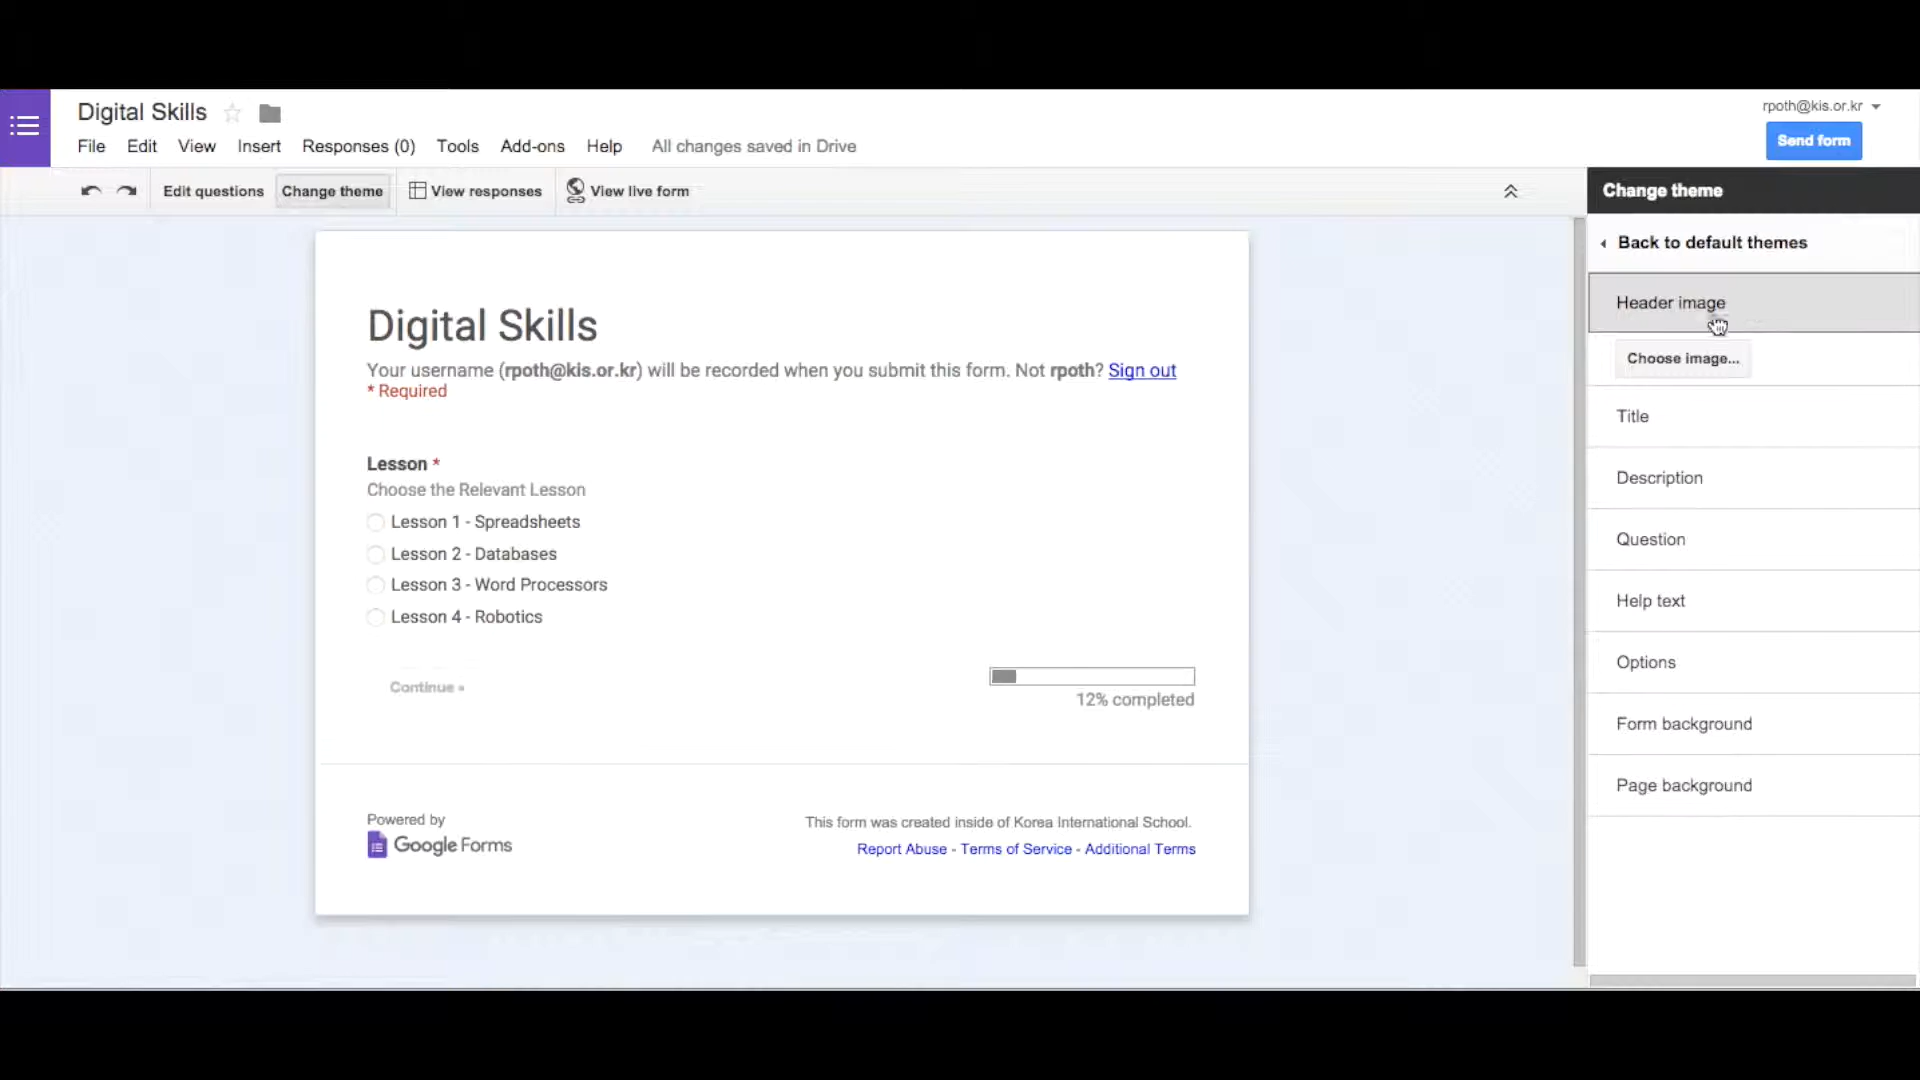 Digital Skills
rpoth@kis.or.kr
File Edit View Insert Responses (0) Tools Add-ons Help All changes saved in Drive
Send form
Edit questions Change theme View responses View live form
Change theme
Back to default themes
Header image
Choose image...
Title
Description
Question
Help text
Options
Form background
Page background
Digital Skills
Your username (rpoth@kis.or.kr) will be recorded when you submit this form. Not rpoth? Sign out
* Required
Lesson *
Choose the Relevant Lesson
Lesson 1 - Spreadsheets
Lesson 2 - Databases
Lesson 3 - Word Processors
Lesson 4 - Robotics
Continue »
12% completed
Powered by
Google Forms
This form was created inside of Korea International School.
Report Abuse - Terms of Service - Additional Terms